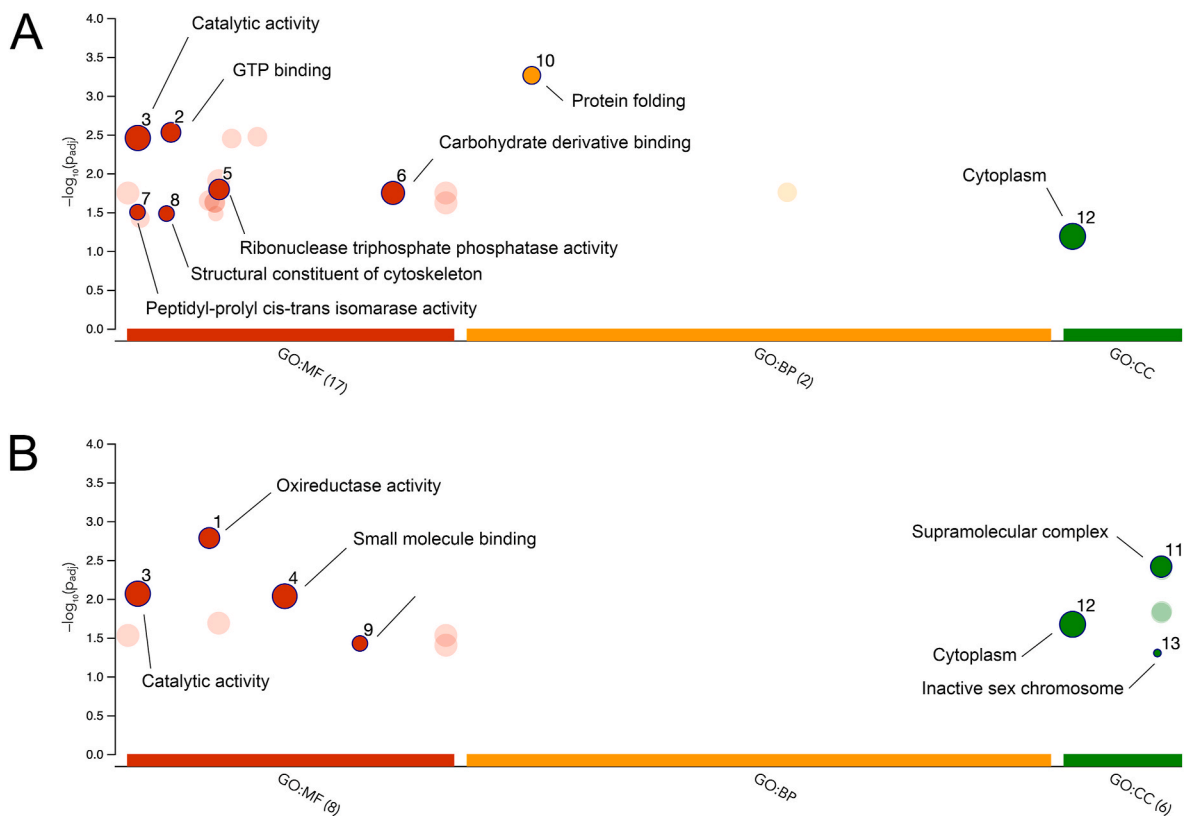 A
4.0
Catalytic activity
3.5
GTP binding
10
3.0
Protein folding
3
2
2.5
Carbohydrate derivative binding
−log10(padj)
2.0
5
6
Cytoplasm
7
8
1.5
12
Ribonuclease triphosphate phosphatase activity
1.0
Structural constituent of cytoskeleton
0.5
Peptidyl-prolyl cis-trans isomarase activity
0.0
GO:MF (17)
GO:BP (2)
GO:CC
B
4.0
3.5
Oxireductase activity
3.0
1
Small molecule binding
Supramolecular complex
2.5
11
3
4
−log10(padj)
2.0
12
9
1.5
13
Cytoplasm
Catalytic activity
Inactive sex chromosome
1.0
0.5
0.0
GO:MF (8)
GO:BP
GO:CC (6)